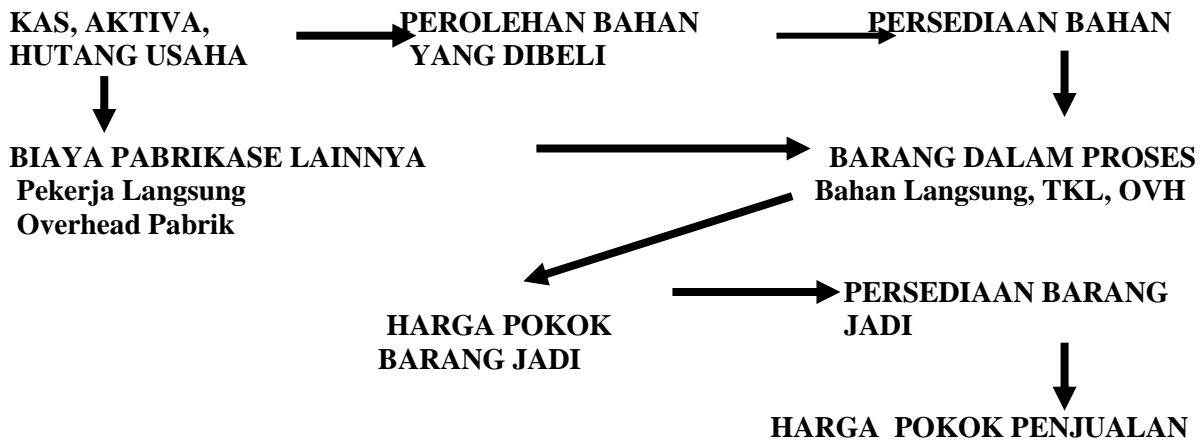 KAS, AKTIVA,
HUTANG USAHA
PEROLEHAN BAHAN
YANG DIBELI
PERSEDIAAN BAHAN
BIAYA PABRIKASE LAINNYA
Pekerja Langsung
Overhead Pabrik
BARANG DALAM PROSES
Bahan Langsung, TKL, OVH
HARGA POKOK
BARANG JADI
PERSEDIAAN BARANG
JADI
HARGA POKOK PENJUALAN